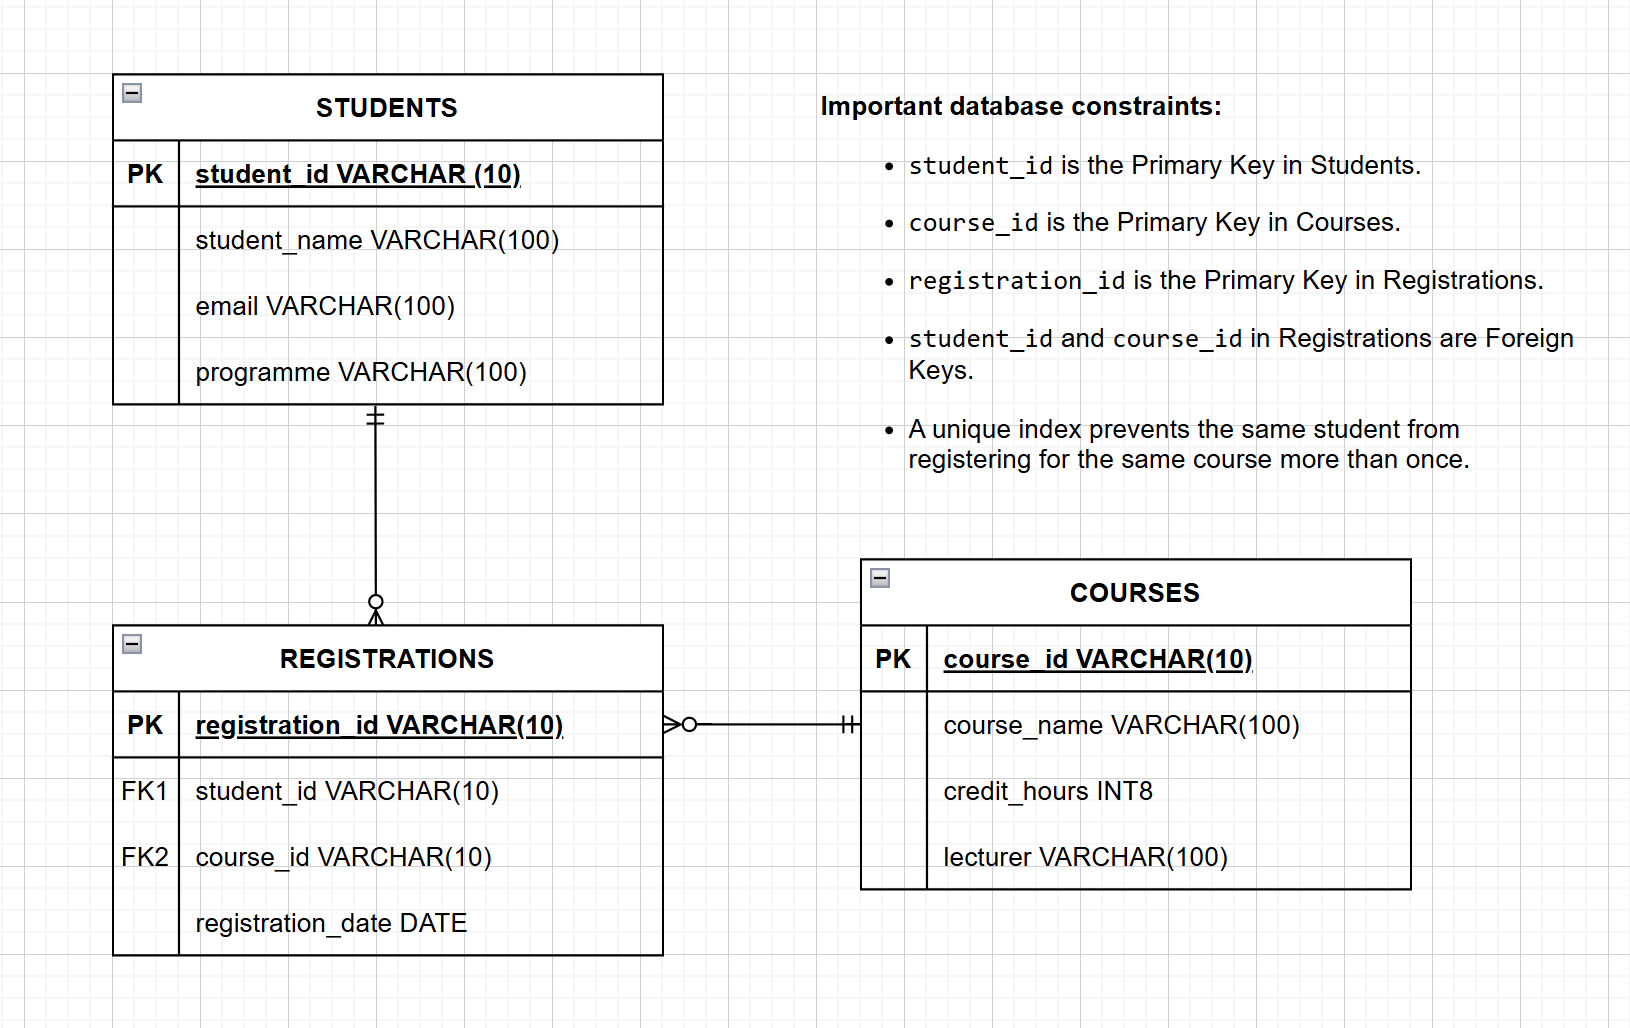 STUDENTS
PK student_id VARCHAR (10)
student_name VARCHAR(100)
email VARCHAR(100)
programme VARCHAR(100)
Important database constraints:
• student_id is the Primary Key in Students.
• course_id is the Primary Key in Courses.
• registration_id is the Primary Key in Registrations.
• student_id and course_id in Registrations are Foreign
Keys.
• A unique index prevents the same student from
registering for the same course more than once.
REGISTRATIONS
PK registration_id VARCHAR(10)
FK1 student_id VARCHAR(10)
FK2 course_id VARCHAR(10)
registration_date DATE
COURSES
PK course_id VARCHAR(10)
course_name VARCHAR(100)
credit_hours INT8
lecturer VARCHAR(100)